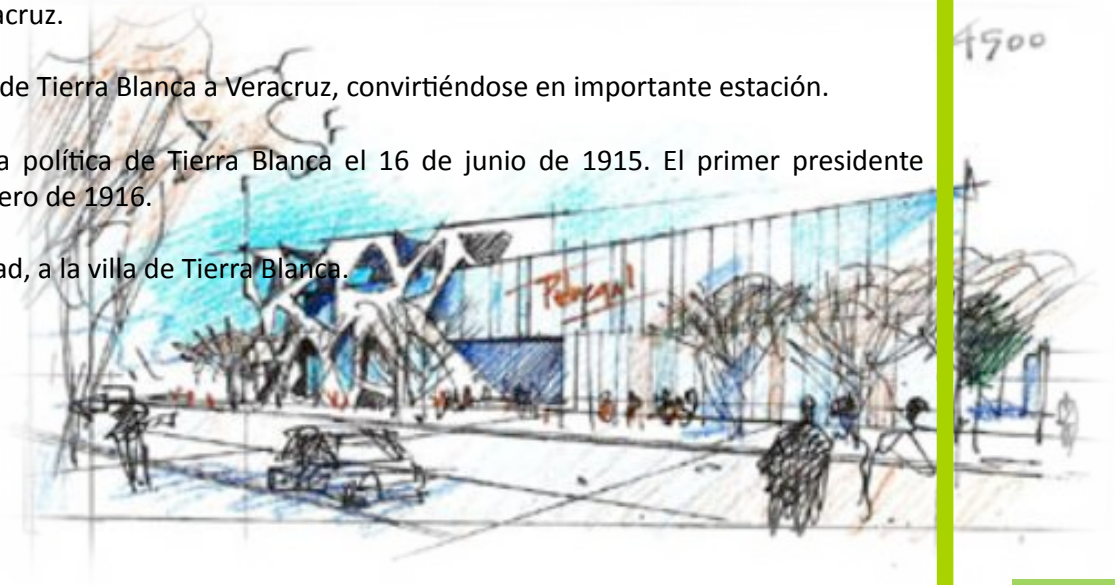 acruz.
de Tierra Blanca a Veracruz, convirtiéndose en importante estación.
a política de Tierra Blanca el 16 de junio de 1915. El primer presidente
ero de 1916.
ad, a la villa de Tierra Blanca.
4500